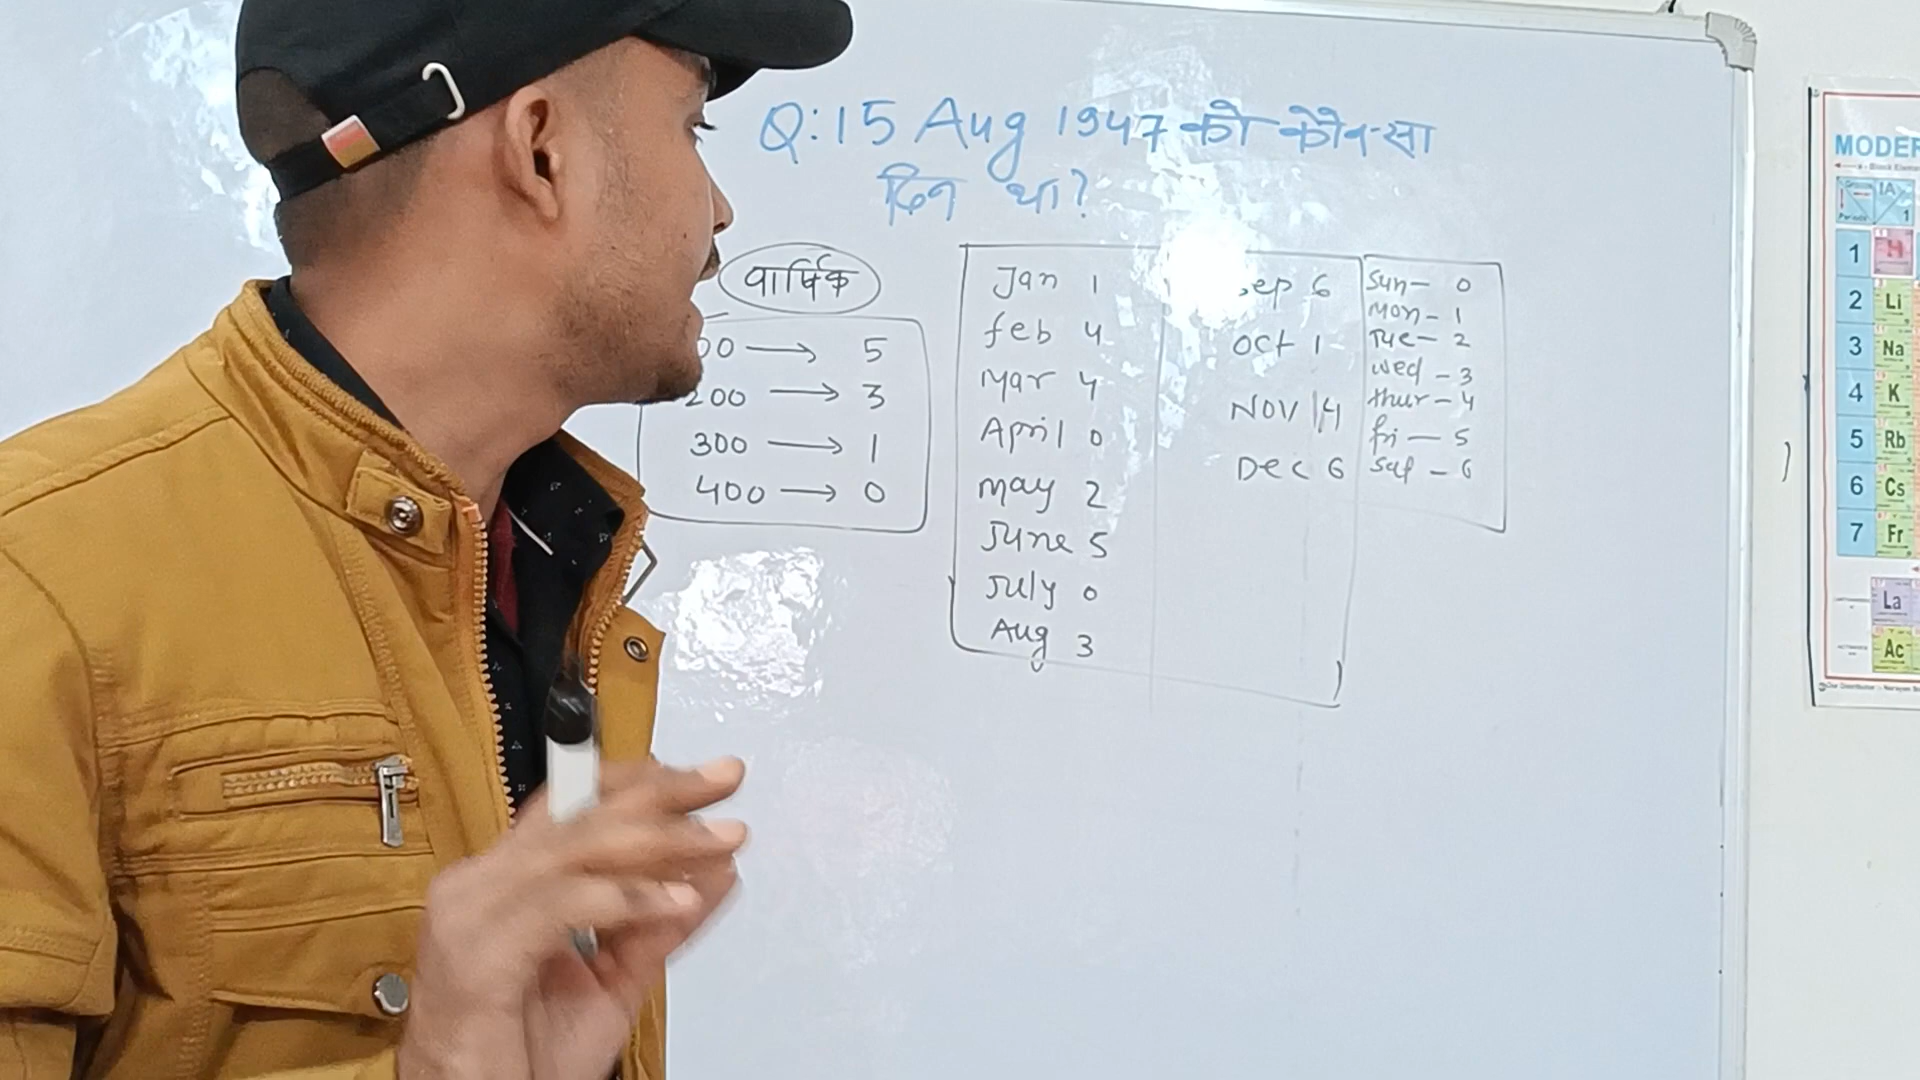 Q:15 Aug 1947 को कौन-सा
दिन था?
वार्षिक
00 → 5
200 → 3
300 → 1
400 → 0
Jan 1
feb 4
Mar 4
April 0
may 2
June 5
July 0
Aug 3
ep 6
Oct 1
NOV 4
Dec 6
Sun- 0
Mon- 1
Tue- 2
Wed - 3
thur - 4
fri - 5
Sat - 6
MODER
IA
1
1 H
2 Li
3 Na
4 K
5 Rb
6 Cs
7 Fr
La
Ac